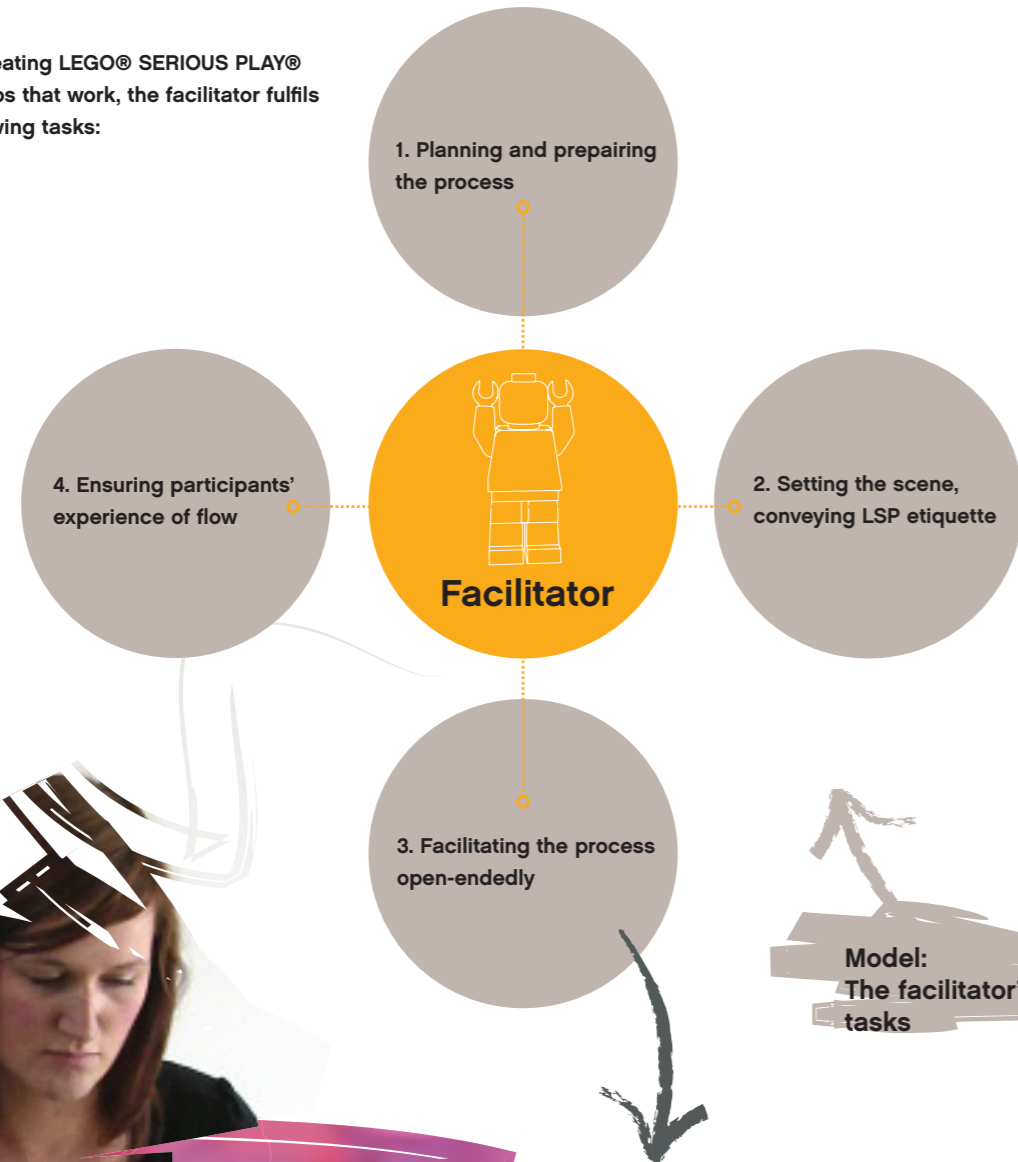 eating LEGO® SERIOUS PLAY®
ps that work, the facilitator fulfils
ving tasks:
1. Planning and prepairing
the process
4. Ensuring participants'
experience of flow
2. Setting the scene,
conveying LSP etiquette
Facilitator
3. Facilitating the process
open-endedly
Model:
The facilitator'
tasks